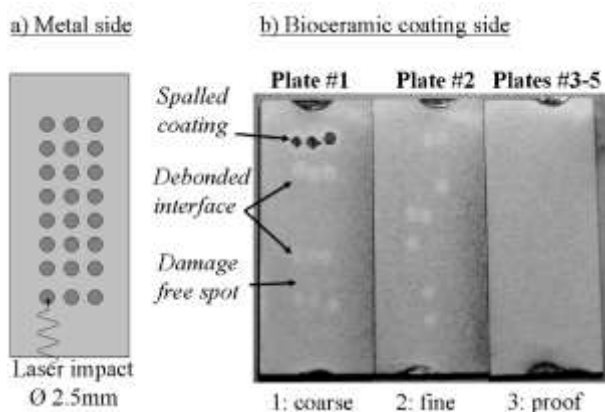 a) Metal side
b) Bioceramic coating side
Plate #1
Plate #2
Plates #3-5
Spalled
coating
Debonded
interface
Damage
free spot
Laser impact
Ø 2.5mm
1: coarse
2: fine
3: proof